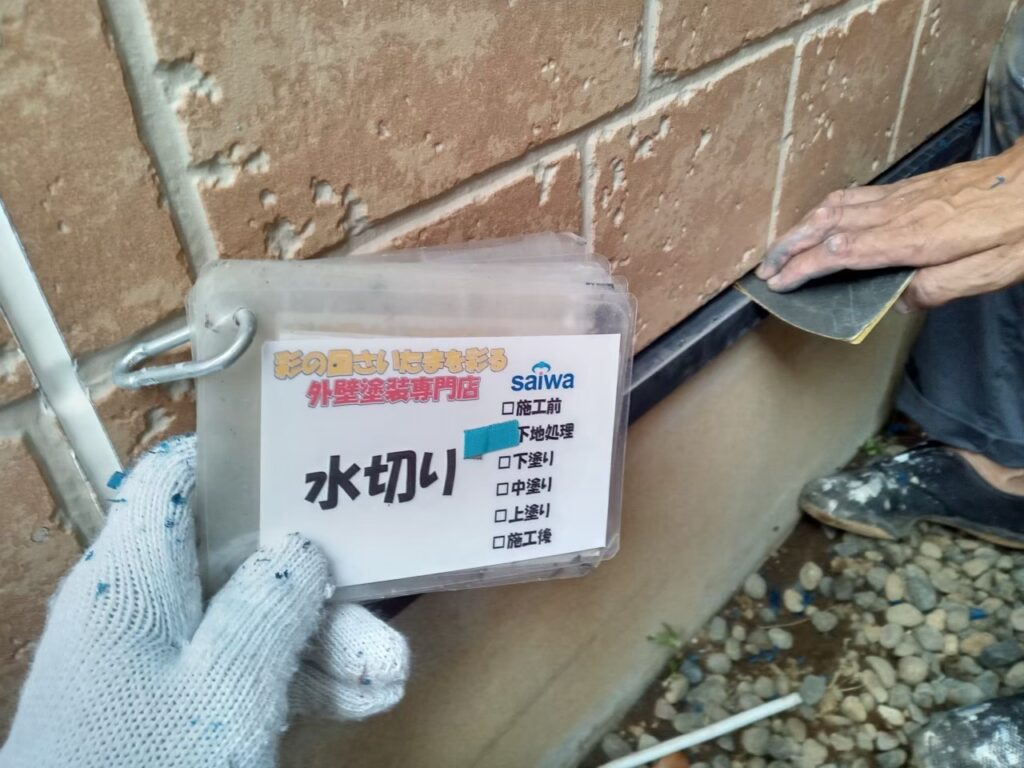 彩の国さいたまを彩る
外壁塗装専門店
saiwa
水切り
□施工前
下地処理
□下塗り
□中塗り
□上塗り
□施工後